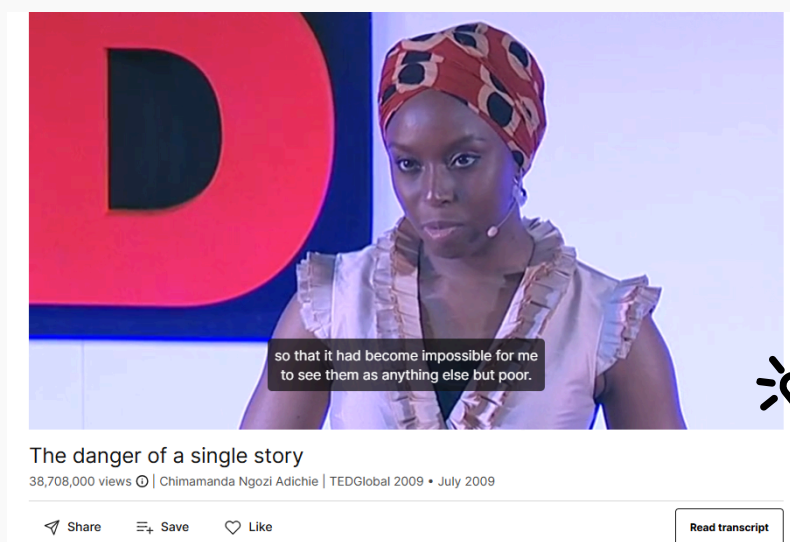 D
so that it had become impossible for me
to see them as anything else but poor.
The danger of a single story
38,708,000 views | Chimamanda Ngozi Adichie | TEDGlobal 2009 • July 2009
Share Save Like Read transcript